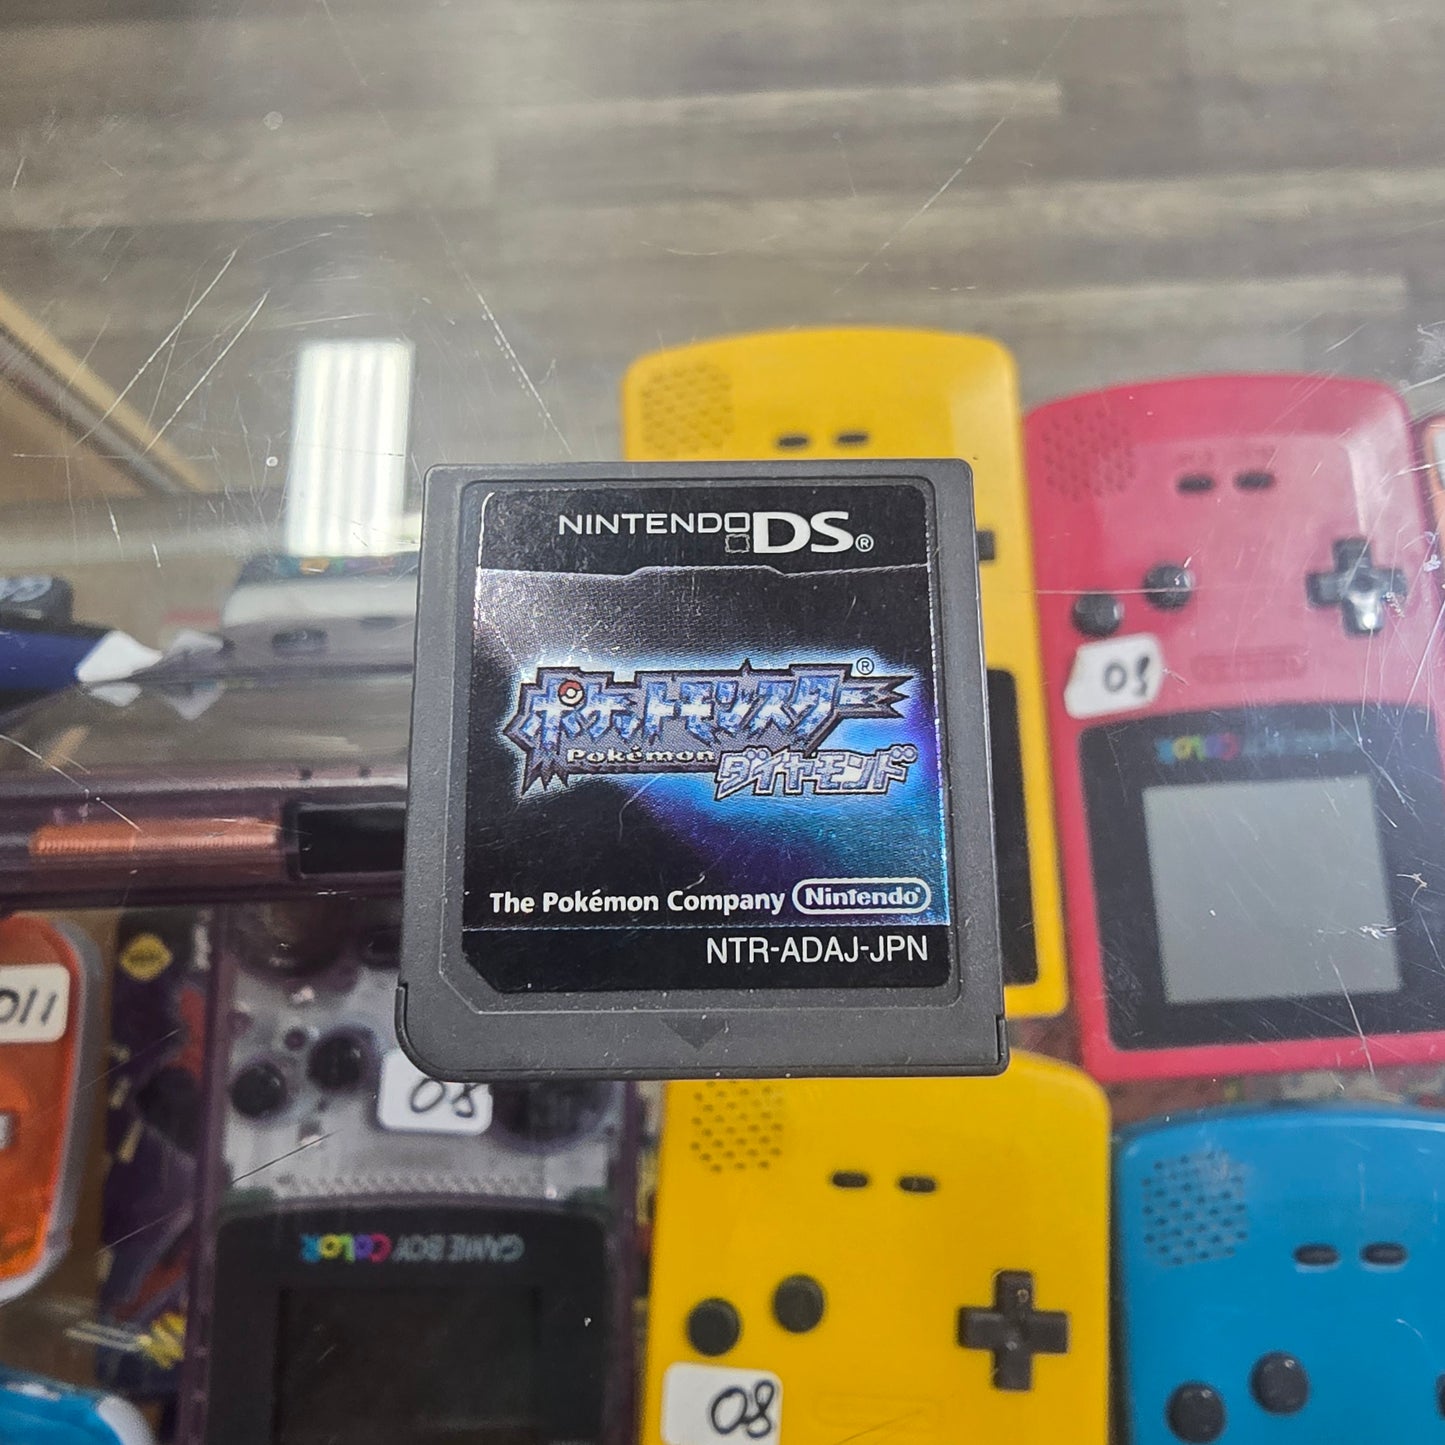 NINTENDO DS®
ポケットモンスター®
Pokémon
ダイヤモンド
The Pokémon Company Nintendo®
NTR-ADAJ-JPN
08
011
08
GAME BOY COLOR
08